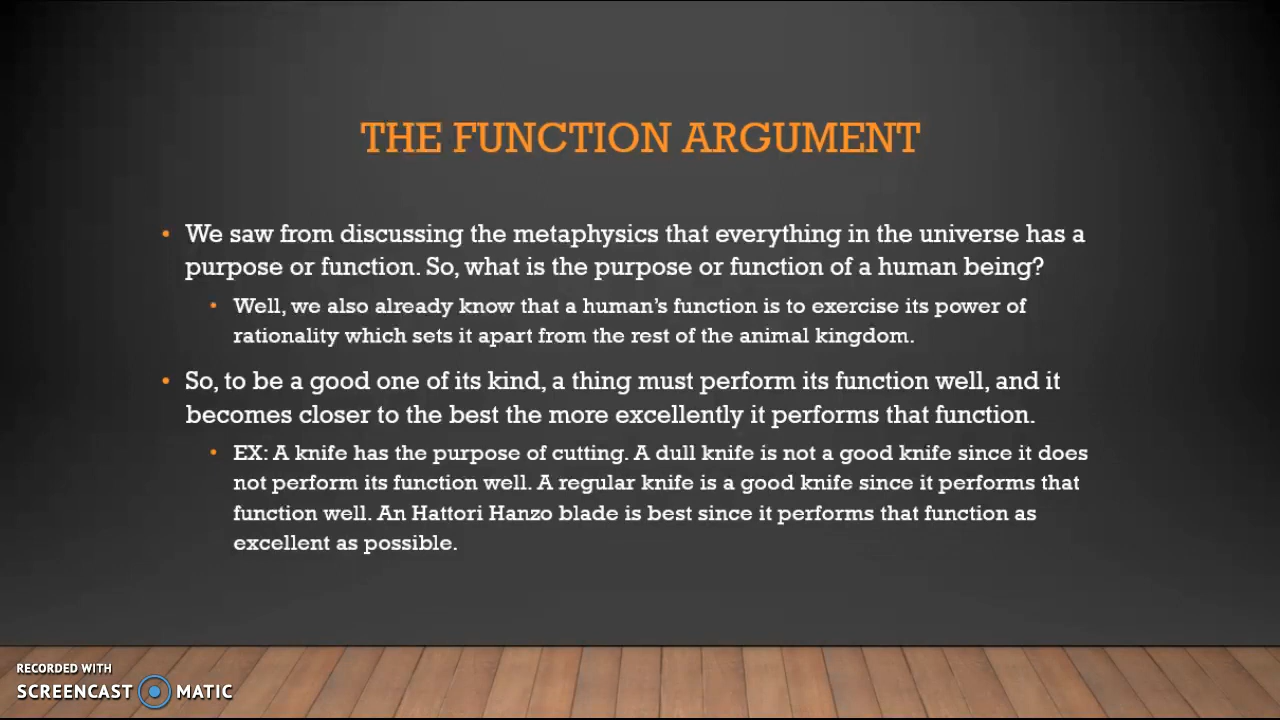 THE FUNCTION ARGUMENT
• We saw from discussing the metaphysics that everything in the universe has a
purpose or function. So, what is the purpose or function of a human being?
• Well, we also already know that a human's function is to exercise its power of
rationality which sets it apart from the rest of the animal kingdom.
• So, to be a good one of its kind, a thing must perform its function well, and it
becomes closer to the best the more excellently it performs that function.
• EX: A knife has the purpose of cutting. A dull knife is not a good knife since it does
not perform its function well. A regular knife is a good knife since it performs that
function well. An Hattori Hanzo blade is best since it performs that function as
excellent as possible.
RECORDED WITH
SCREENCAST MATIC